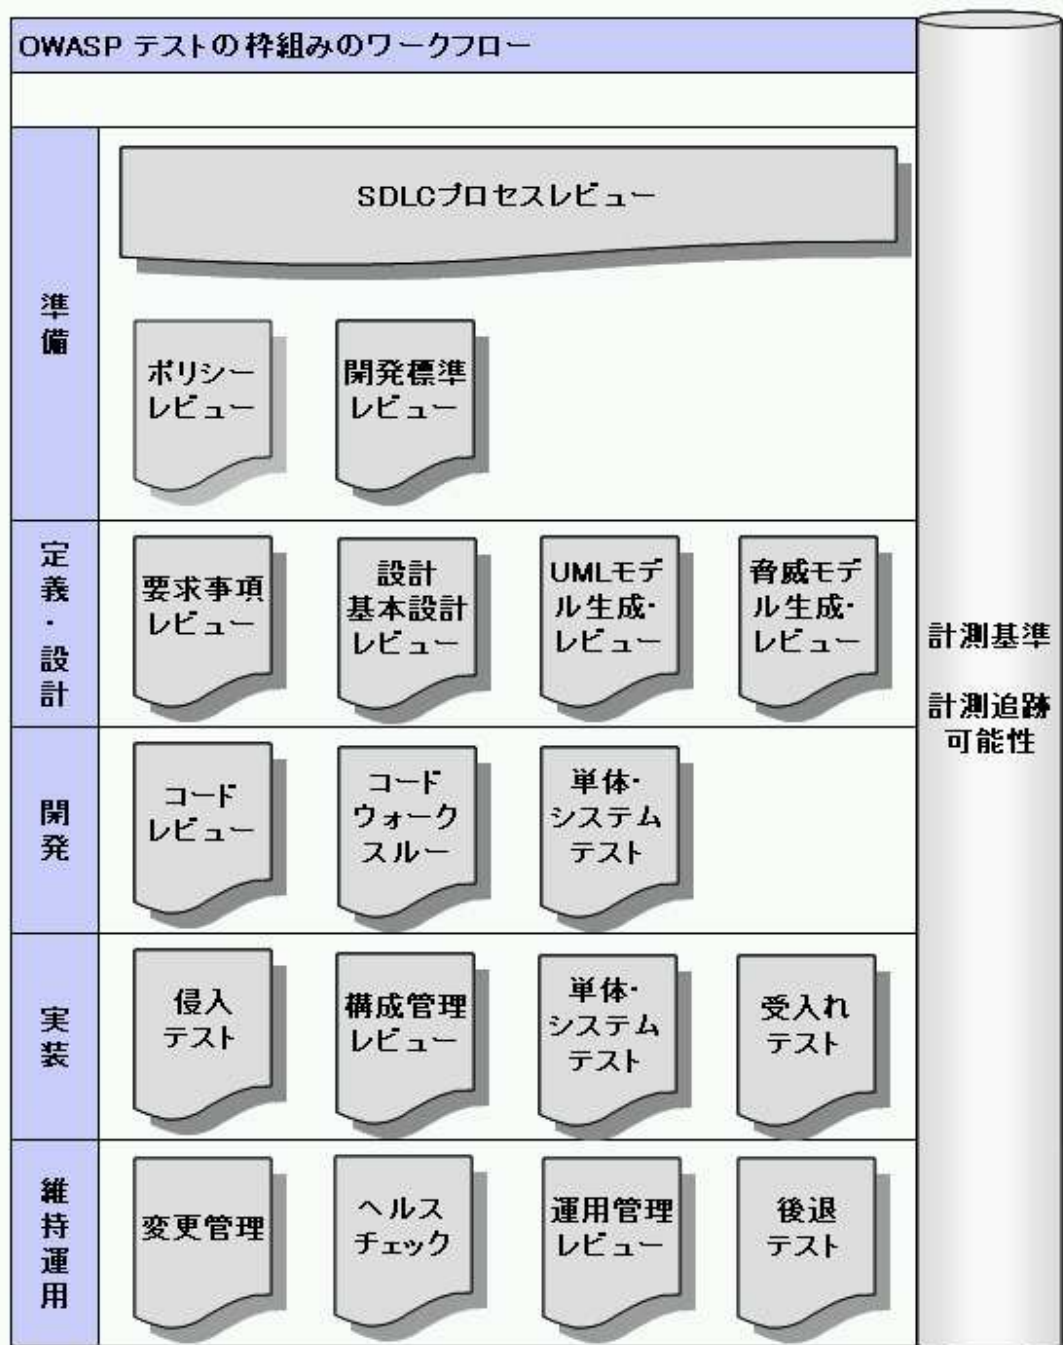 OWASP テストの枠組みのワークフロー
準備
SDLCプロセスレビュー
ポリシー
レビュー
開発標準
レビュー
定義・設計
要求事項
レビュー
設計
基本設計
レビュー
UMLモデ
ル生成・
レビュー
脅威モデ
ル生成・
レビュー
開発
コード
レビュー
コード
ウォーク
スルー
単体・
システム
テスト
実装
侵入
テスト
構成管理
レビュー
単体・
システム
テスト
受入れ
テスト
維持運用
変更管理
ヘルス
チェック
運用管理
レビュー
後退
テスト
計測基準
計測追跡
可能性